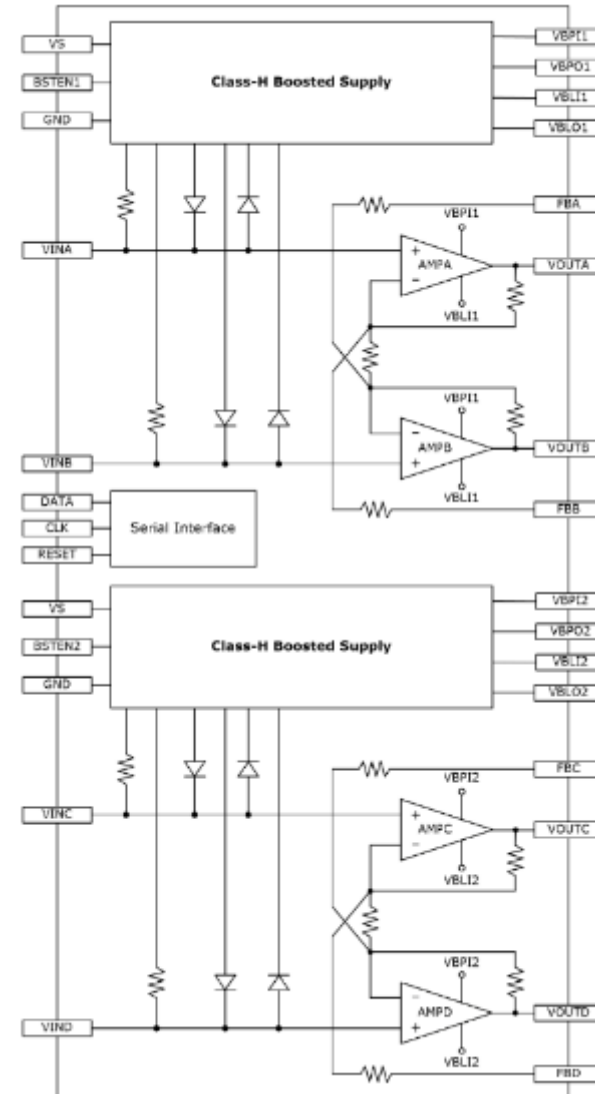 VS
BSTEN1
GND
Class-H Boosted Supply
VBPI1
VBPO1
VBLI1
VBLO1
FBA
VBPI1
VINA
+
AMPA
−
VOUTA
VBLI1
VBPI1
−
AMPB
+
VOUTB
VINB
VBLI1
DATA
CLK
RESET
Serial Interface
FBB
VS
BSTEN2
GND
Class-H Boosted Supply
VBPI2
VBPO2
VBLI2
VBLO2
FBC
VBPI2
VINC
+
AMPC
−
VOUTC
VBLI2
VBPI2
−
AMPD
+
VOUTD
VIND
VBLI2
FBD